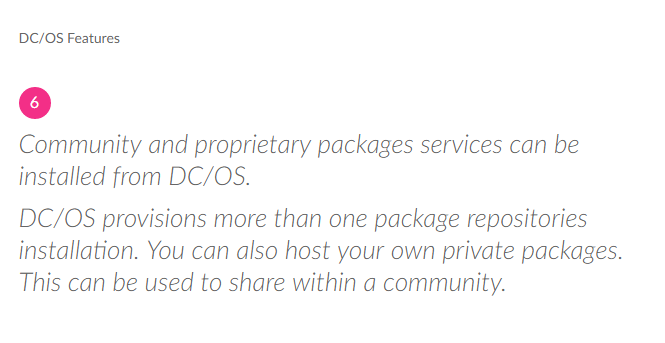 DC/OS Features
6
Community and proprietary packages services can be
installed from DC/OS.
DC/OS provisions more than one package repositories
installation. You can also host your own private packages.
This can be used to share within a community.